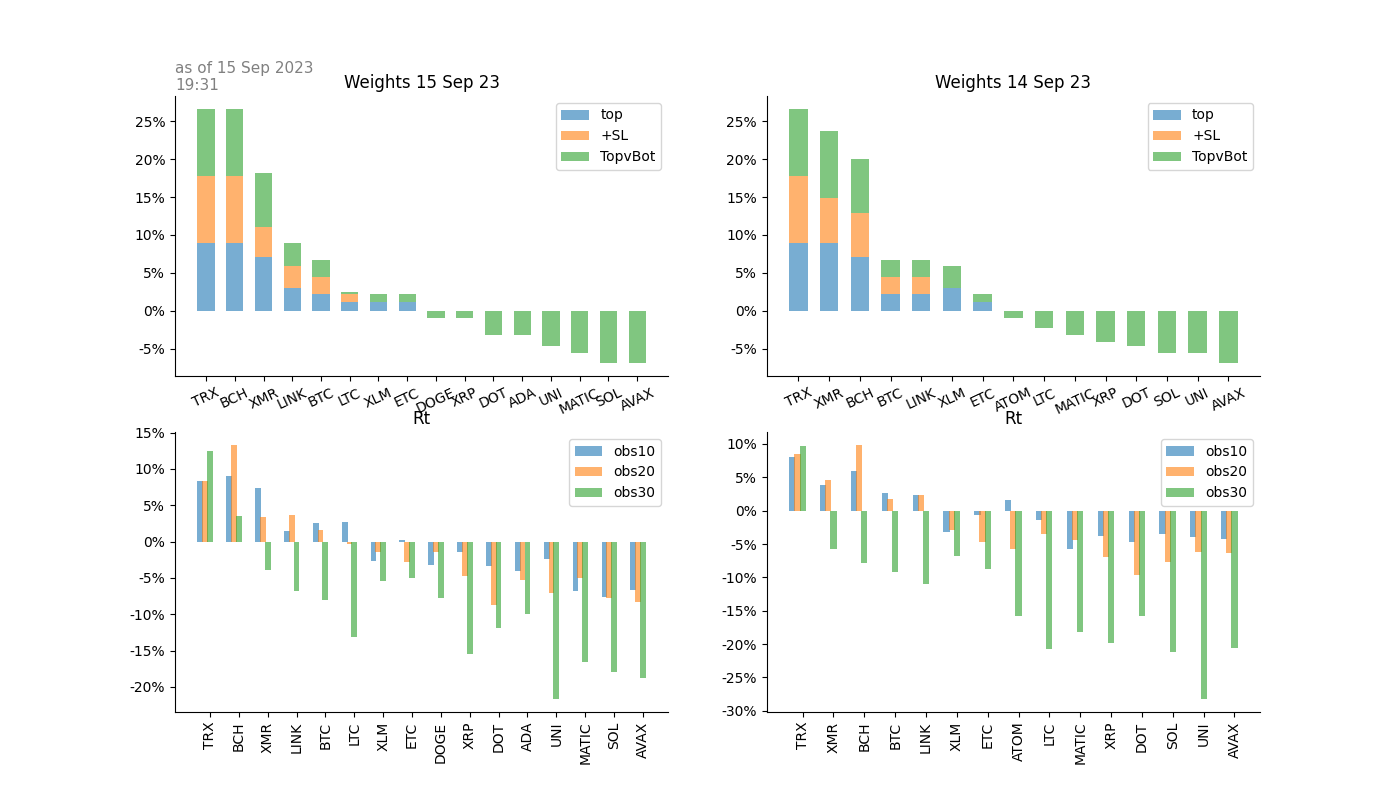 as of 15 Sep 2023
19:31
Weights 15 Sep 23
25%
20%
15%
10%
5%
0%
-5%
top
+SL
TopvBot
TRX BCH XMR LINK BTC LTC XLM ETC DOGE XRP DOT ADA UNI MATIC SOL AVAX
Weights 14 Sep 23
25%
20%
15%
10%
5%
0%
-5%
top
+SL
TopvBot
TRX XMR BCH BTC LINK XLM ETC ATOM LTC MATIC XRP DOT SOL UNI AVAX
Rt
15%
10%
5%
0%
-5%
-10%
-15%
-20%
obs10
obs20
obs30
TRX BCH XMR LINK BTC LTC XLM ETC DOGE XRP DOT ADA UNI MATIC SOL AVAX
Rt
10%
5%
0%
-5%
-10%
-15%
-20%
-25%
-30%
obs10
obs20
obs30
TRX XMR BCH BTC LINK XLM ETC ATOM LTC MATIC XRP DOT SOL UNI AVAX